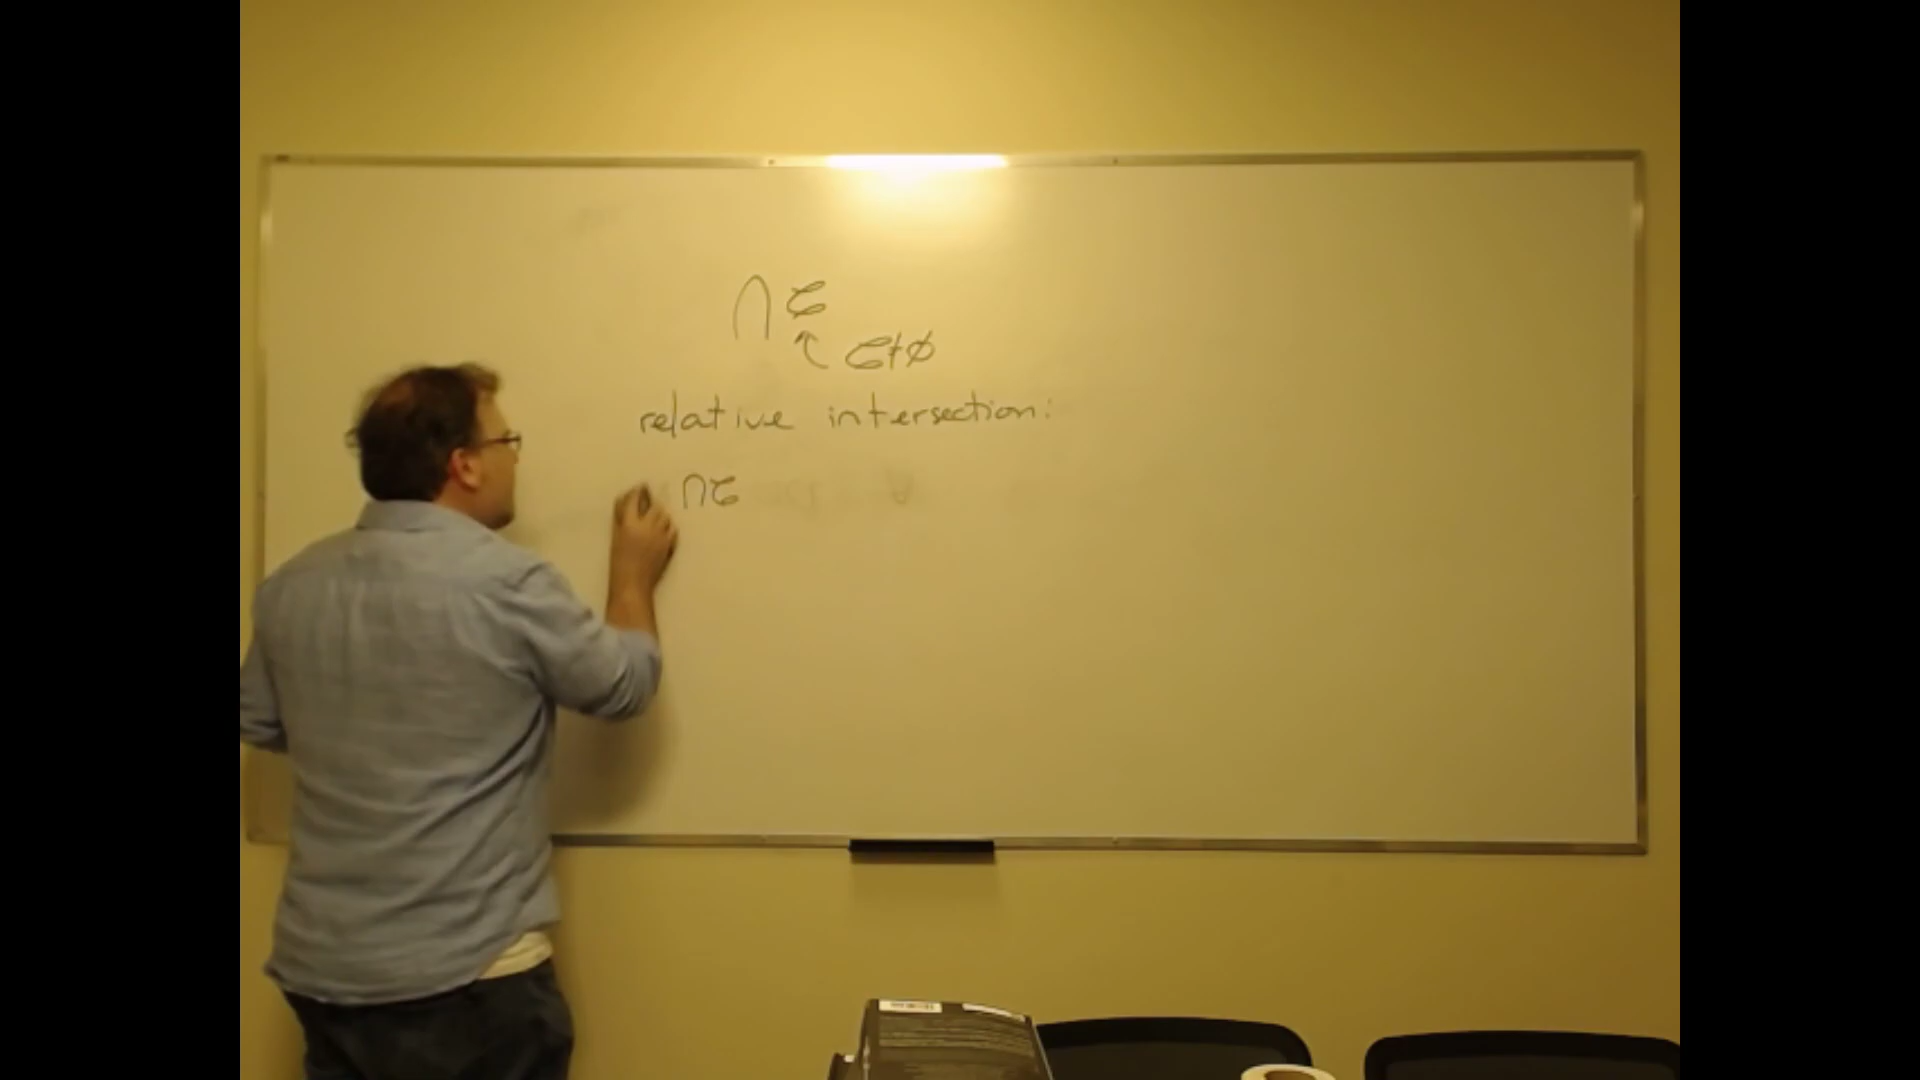 ⋂ 𝒞
↖ 𝒞≠∅
relative intersection:
∩𝒞